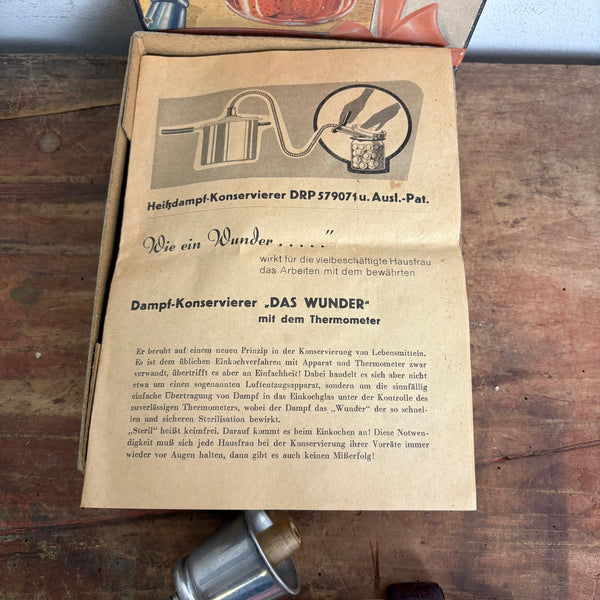 Heißdampf-Konservierer DRP 579071 u. Ausl.-Pat.
Wie ein Wunder . . . . ."
wirkt für die vielbeschäftigte Hausfrau
das Arbeiten mit dem bewährten
Dampf-Konservierer „DAS WUNDER"
mit dem Thermometer
Er beruht auf einem neuen Prinzip in der Konservierung von Lebensmitteln.
Es ist dem üblichen Einkochverfahren mit Apparat und Thermometer zwar
verwandt, übertrifft es aber an Einfachheit! Dabei handelt es sich aber nicht
etwa um einen sogenannten Luftentzugsapparat, sondern um die sinnfällig
einfache Übertragung von Dampf in das Einkochglas unter der Kontrolle des
zuverlässigen Thermometers, wobei der Dampf das „Wunder" der so schnel-
len und sicheren Sterilisation bewirkt.
„Steril" heißt keimfrei. Darauf kommt es beim Einkochen an! Diese Notwen-
digkeit muß sich jede Hausfrau bei der Konservierung ihrer Vorräte immer
wieder vor Augen halten, dann gibt es auch keinen Mißerfolg!